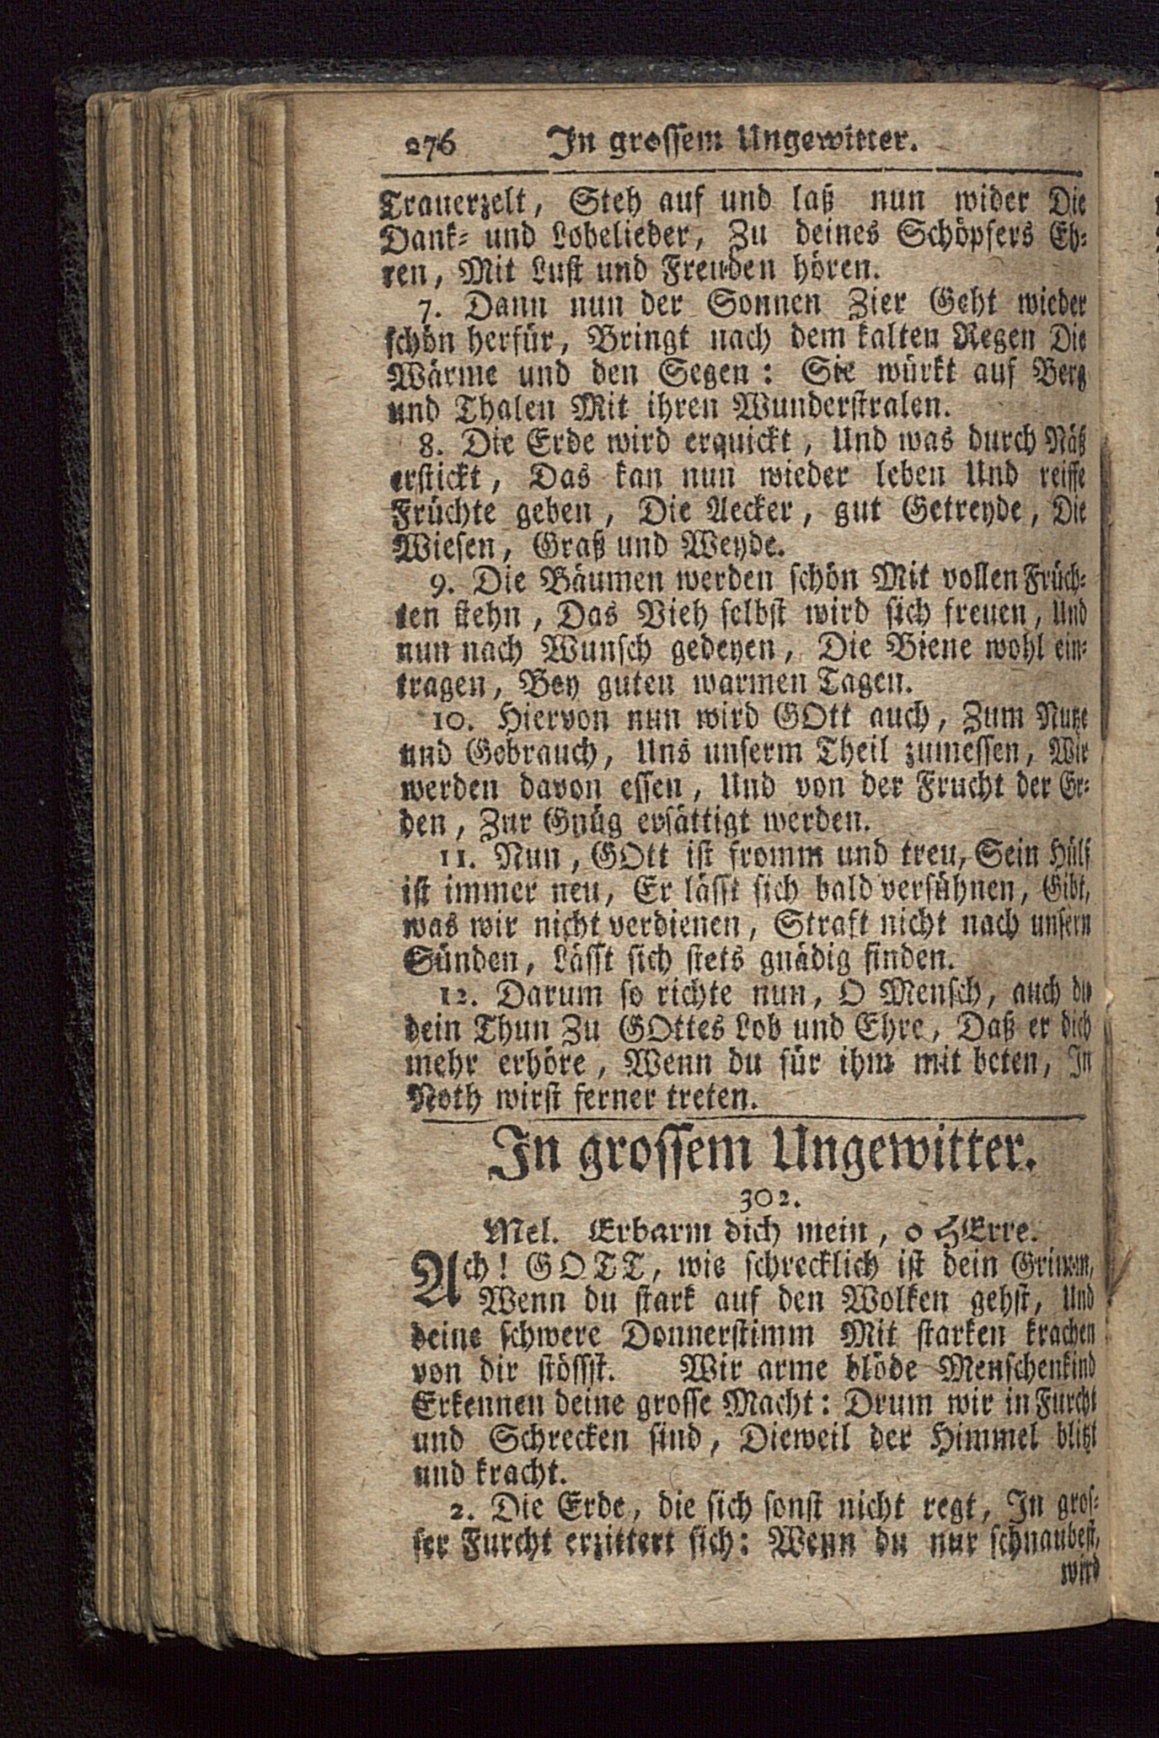 276 In grossem Ungewitter.
Trauerzelt, Steh auf und laß nun wider Die
Dank- und Lobelieder, Zu deines Schöpfers Eh-
ren, Mit Lust und Freuden hören.
7. Dann nun der Sonnen Zier Geht wieder
schön herfür, Bringt nach dem kalten Regen Die
Wärme und den Segen: Sie würkt auf Berg
und Thalen Mit ihren Wunderstralen.
8. Die Erde wird erquickt, Und was durch Näß
erstickt, Das kan nun wieder leben Und reiffe
Früchte geben, Die Aecker, gut Getreyde, Die
Wiesen, Graß und Weyde.
9. Die Bäumen werden schön Mit vollen Früch-
ten stehn, Das Vieh selbst wird sich freuen, Und
nun nach Wunsch gedeyen, Die Biene wohl ein-
tragen, Bey guten warmen Tagen.
10. Hiervon nun wird GOtt auch, Zum Nutze
und Gebrauch, Uns unserm Theil zumessen, Wir
werden davon essen, Und von der Frucht der Er-
den, Zur Gnüg ersättigt werden.
11. Nun, GOtt ist fromm und treu, Sein Hülf
ist immer neu, Er lässt sich bald versühnen, Gibt,
was wir nicht verdienen, Straft nicht nach unsern
Sünden, Lässt sich stets gnädig finden.
12. Darum so richte nun, O Mensch, auch du
dein Thun Zu GOttes Lob und Ehre, Daß er dich
mehr erhöre, Wenn du für ihm mit beten, In
Noth wirst ferner treten.
In grossem Ungewitter.
302.
Mel. Erbarm dich mein, o HErre.
Ach! GOTT, wie schrecklich ist dein Grimm,
Wenn du stark auf den Wolken gehst, Und
deine schwere Donnerstimm Mit starken krachen
von dir stössst. Wir arme blöde Menschenkind
Erkennen deine grosse Macht: Drum wir in Furcht
und Schrecken sind, Dieweil der Himmel blitzt
und kracht.
2. Die Erde, die sich sonst nicht regt, In gros-
ser Furcht erzittert sich: Wenn du nur schnaubest,
wird